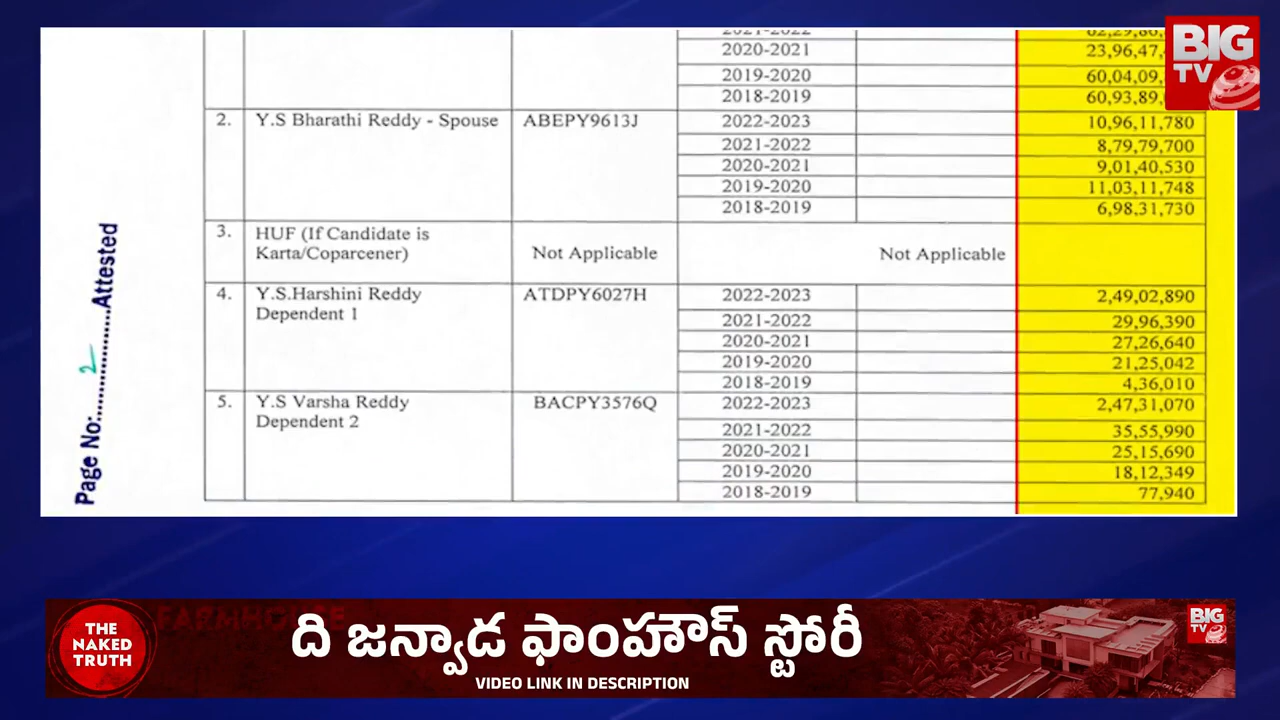 BIG
TV
2020-2021 23,96,47,
2019-2020 60,04,09,
2018-2019 60,93,89,
2. Y.S Bharathi Reddy - Spouse ABEPY9613J 2022-2023 10,96,11,780
2021-2022 8,79,79,700
2020-2021 9,01,40,530
2019-2020 11,03,11,748
2018-2019 6,98,31,730
3. HUF (If Candidate is
Karta/Coparcener) Not Applicable Not Applicable
4. Y.S.Harshini Reddy ATDPY6027H 2022-2023 2,49,02,890
Dependent 1
2021-2022 29,96,390
2020-2021 27,26,640
2019-2020 21,25,042
2018-2019 4,36,010
5. Y.S Varsha Reddy BACPY3576Q 2022-2023 2,47,31,070
Dependent 2
2021-2022 35,55,990
2020-2021 25,15,690
2019-2020 18,12,349
2018-2019 77,940
Page No:.......2.......Attested
FARMHOUSE
THE
NAKED
TRUTH
ది జన్వాడ ఫాంహౌస్ స్టోరీ
VIDEO LINK IN DESCRIPTION
BIG
TV